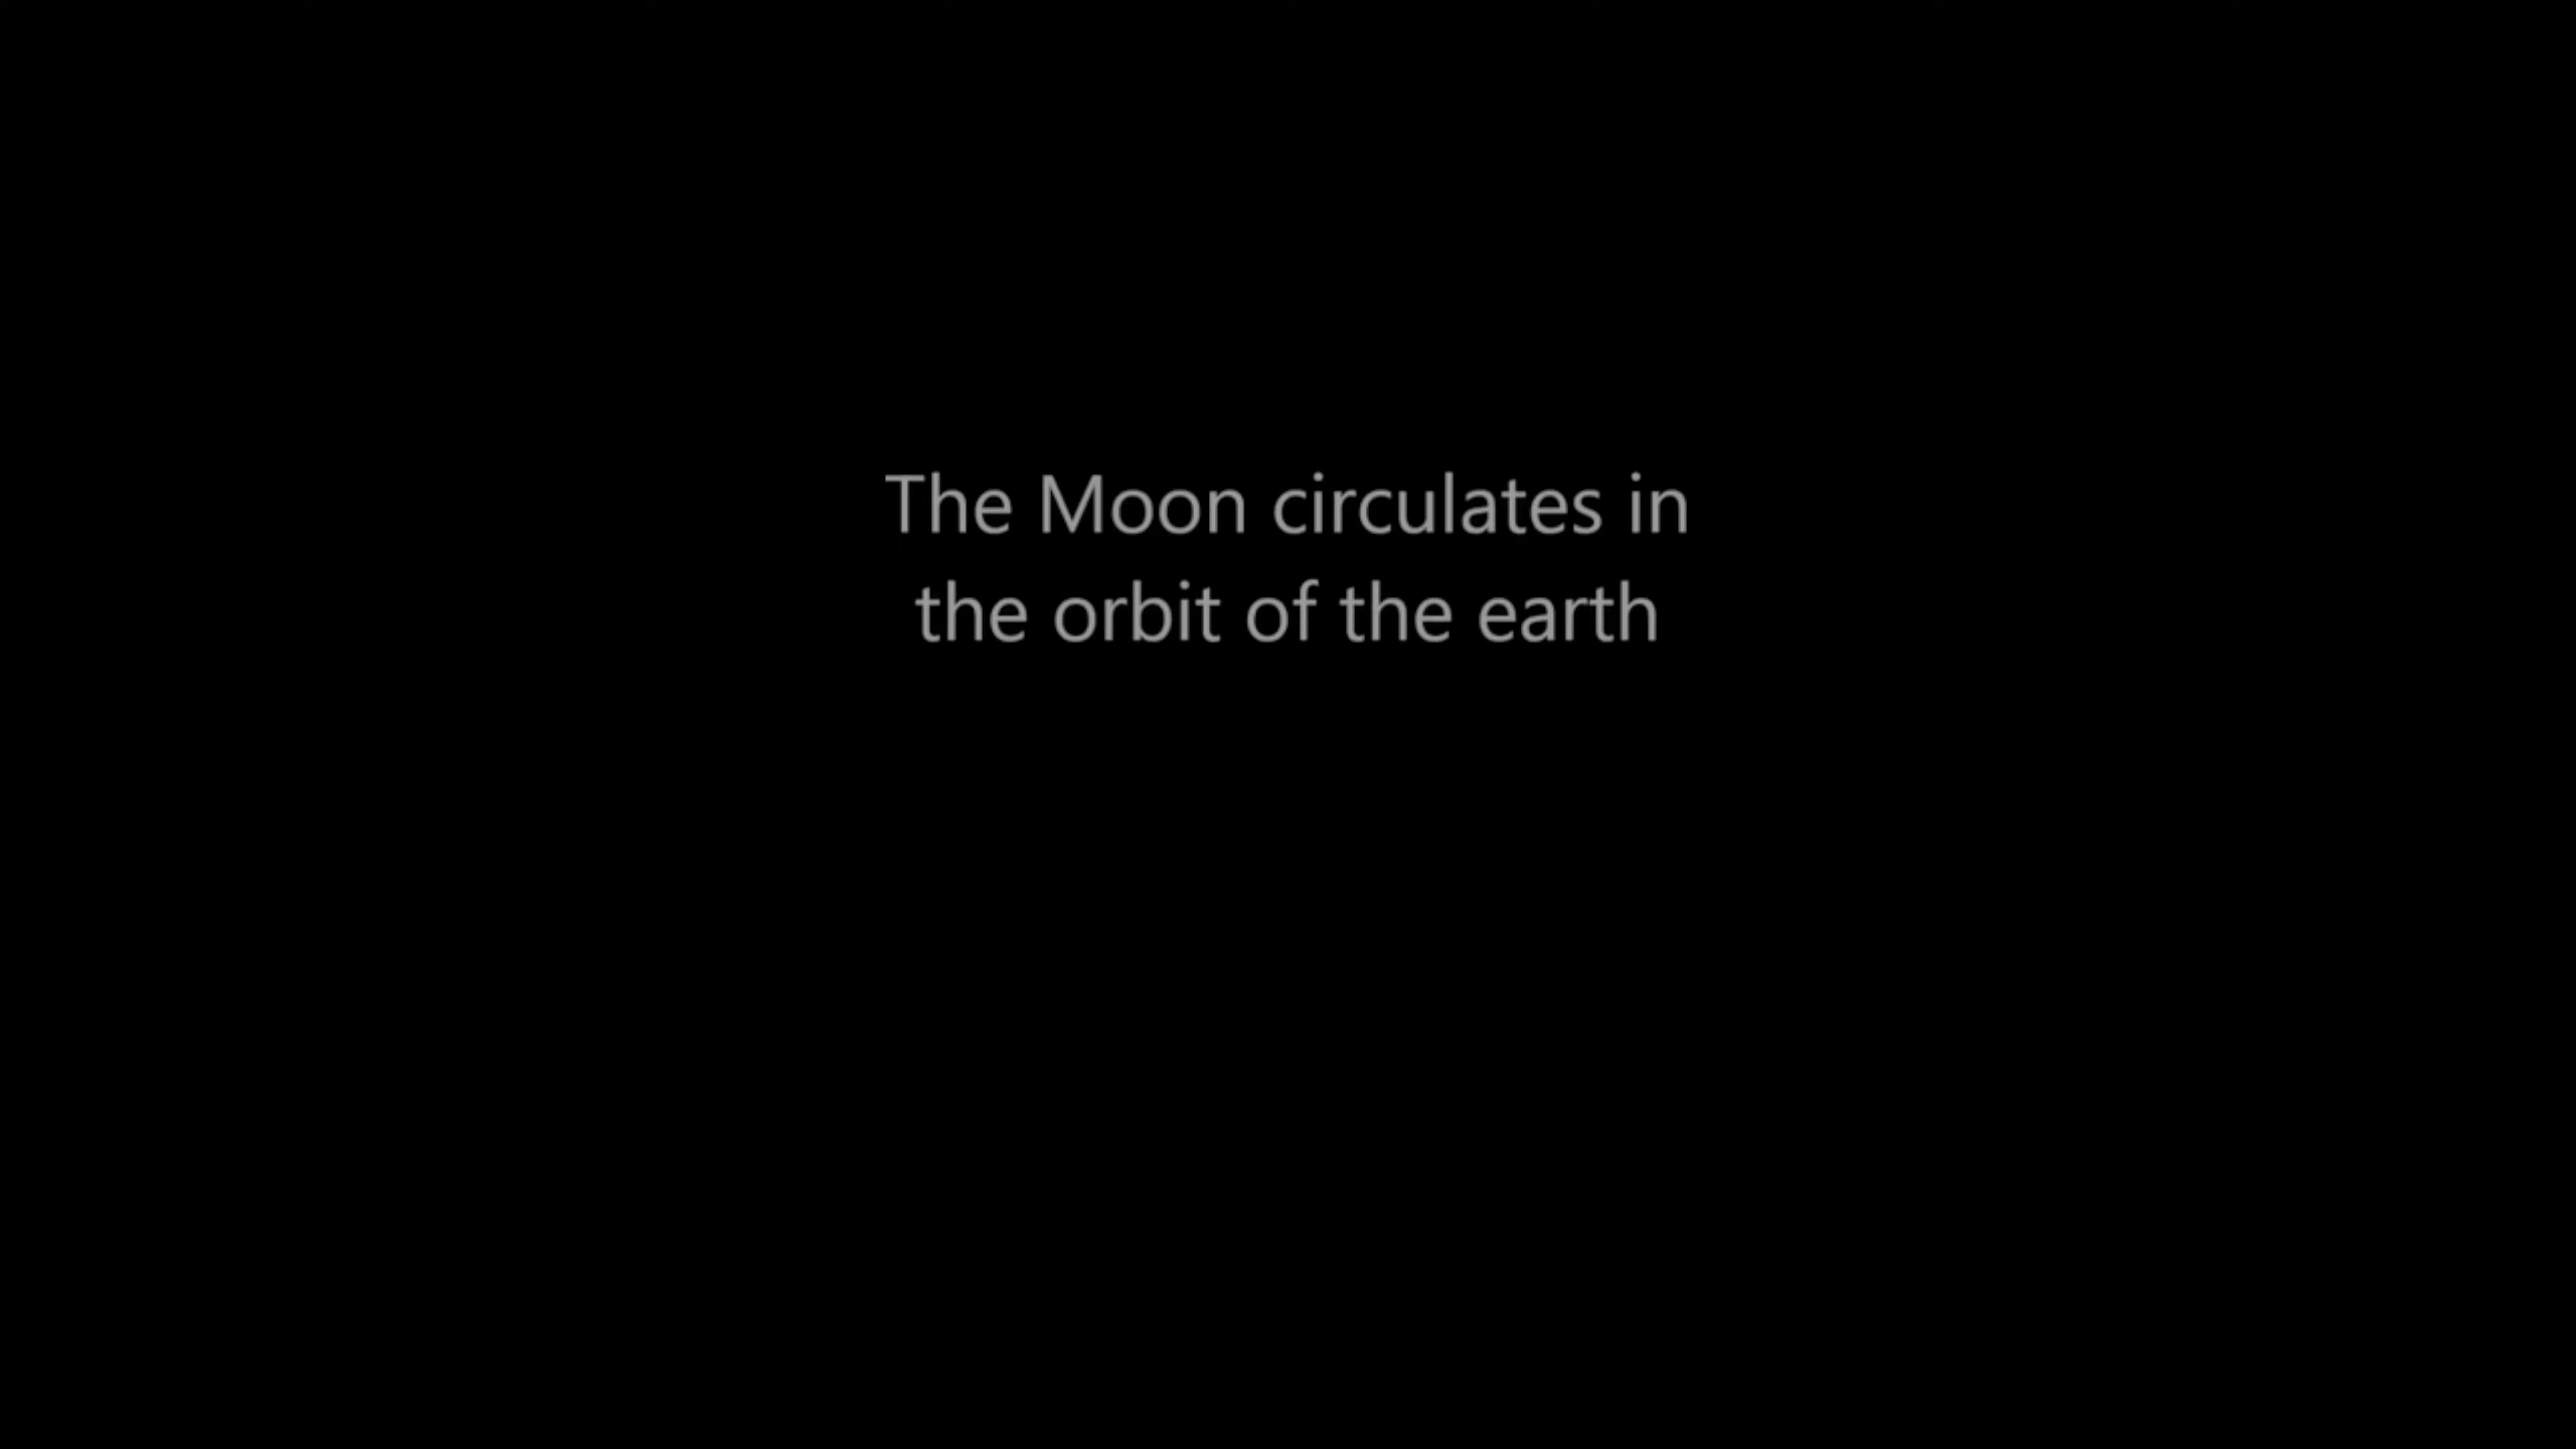 The Moon circulates in
the orbit of the earth